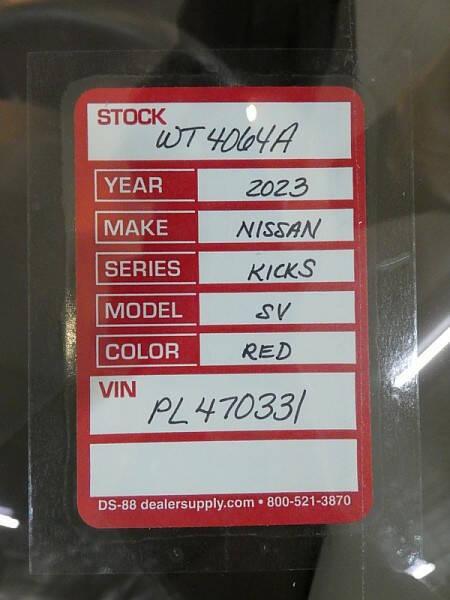 STOCK
WT4064A
YEAR 2023
MAKE NISSAN
SERIES KICKS
MODEL SV
COLOR RED
VIN
PL470331
DS-88 dealersupply.com • 800-521-3870